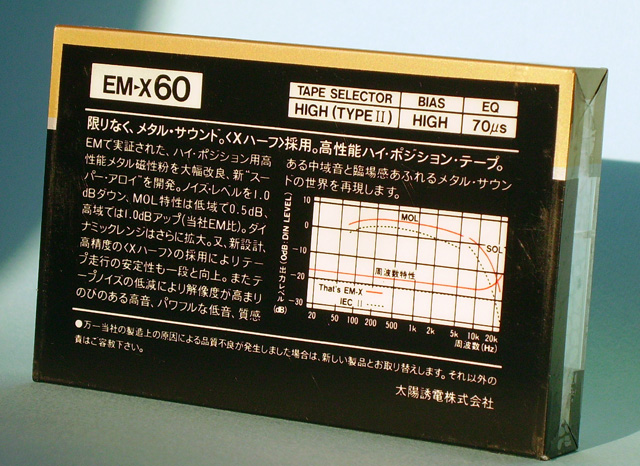 EM-X60
TAPE SELECTOR BIAS EQ
HIGH (TYPE II) HIGH 70μs
限りなく、メタル・サウンド。〈Xハーフ〉採用。高性能ハイ・ポジション・テープ。
EMで実証された、ハイ・ポジション用高
性能メタル磁性粉を大幅改良、新“スー
パー・アロイ”を開発。ノイズ・レベルを1.0
dBダウン、MOL特性は低域で0.5dB、
高域では1.0dBアップ(当社EM比)。ダイ
ナミックレンジはさらに拡大。又、新設計、
高精度の〈Xハーフ〉の採用によりテー
プ走行の安定性も一段と向上。またテ
ープノイズの低減により解像度が高まり
のびのある高音、パワフルな低音、質感
ある中域音と臨場感あふれるメタル・サウン
ドの世界を再現します。
出力レベル(0dB:DIN LEVEL)
(dB)
+10
0
-10
-20
-30
MOL
SOL
周波数特性
That's EM-X
IEC II
20 50 100 200 500 1k 2k 5k 10k 20k
周波数(Hz)
●万一当社の製造上の原因による品質不良が発生しました場合は、新しい製品とお取り替えします。それ以外の
責はご容赦下さい。
太陽誘電株式会社